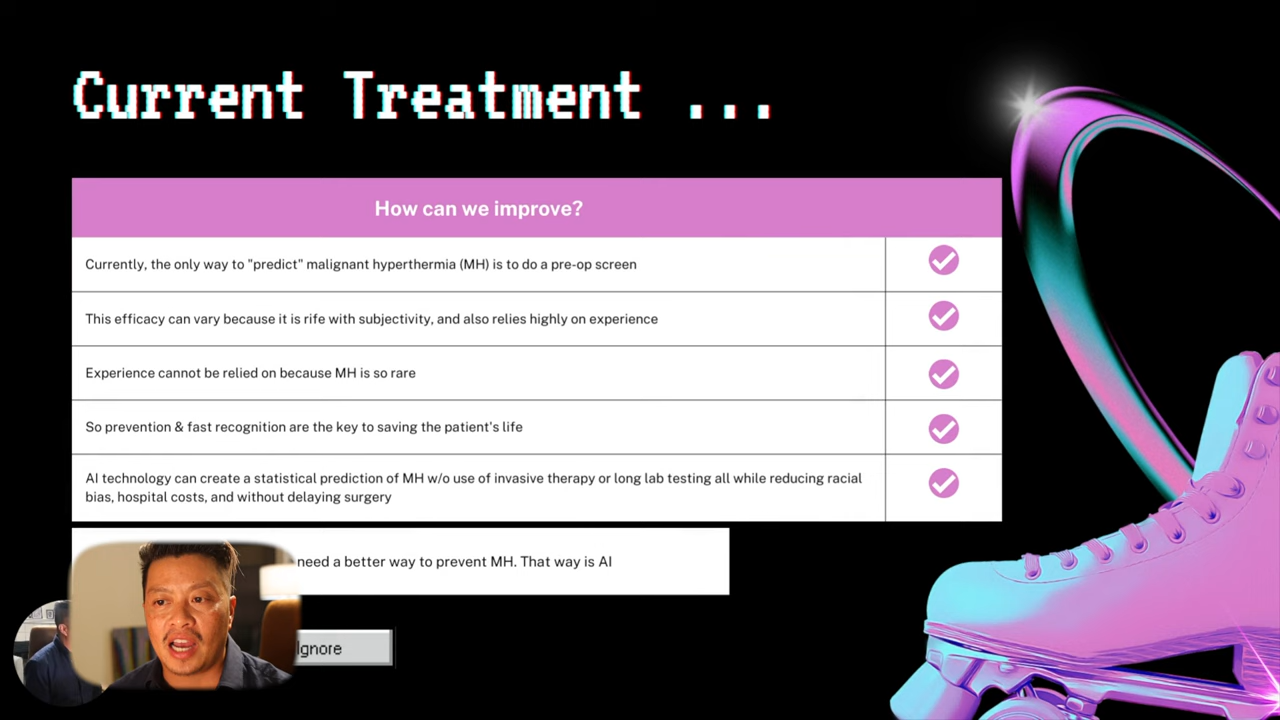 Current Treatment ...
How can we improve?
Currently, the only way to "predict" malignant hyperthermia (MH) is to do a pre-op screen
This efficacy can vary because it is rife with subjectivity, and also relies highly on experience
Experience cannot be relied on because MH is so rare
So prevention & fast recognition are the key to saving the patient's life
AI technology can create a statistical prediction of MH w/o use of invasive therapy or long lab testing all while reducing racial
bias, hospital costs, and without delaying surgery
need a better way to prevent MH. That way is AI
Ignore